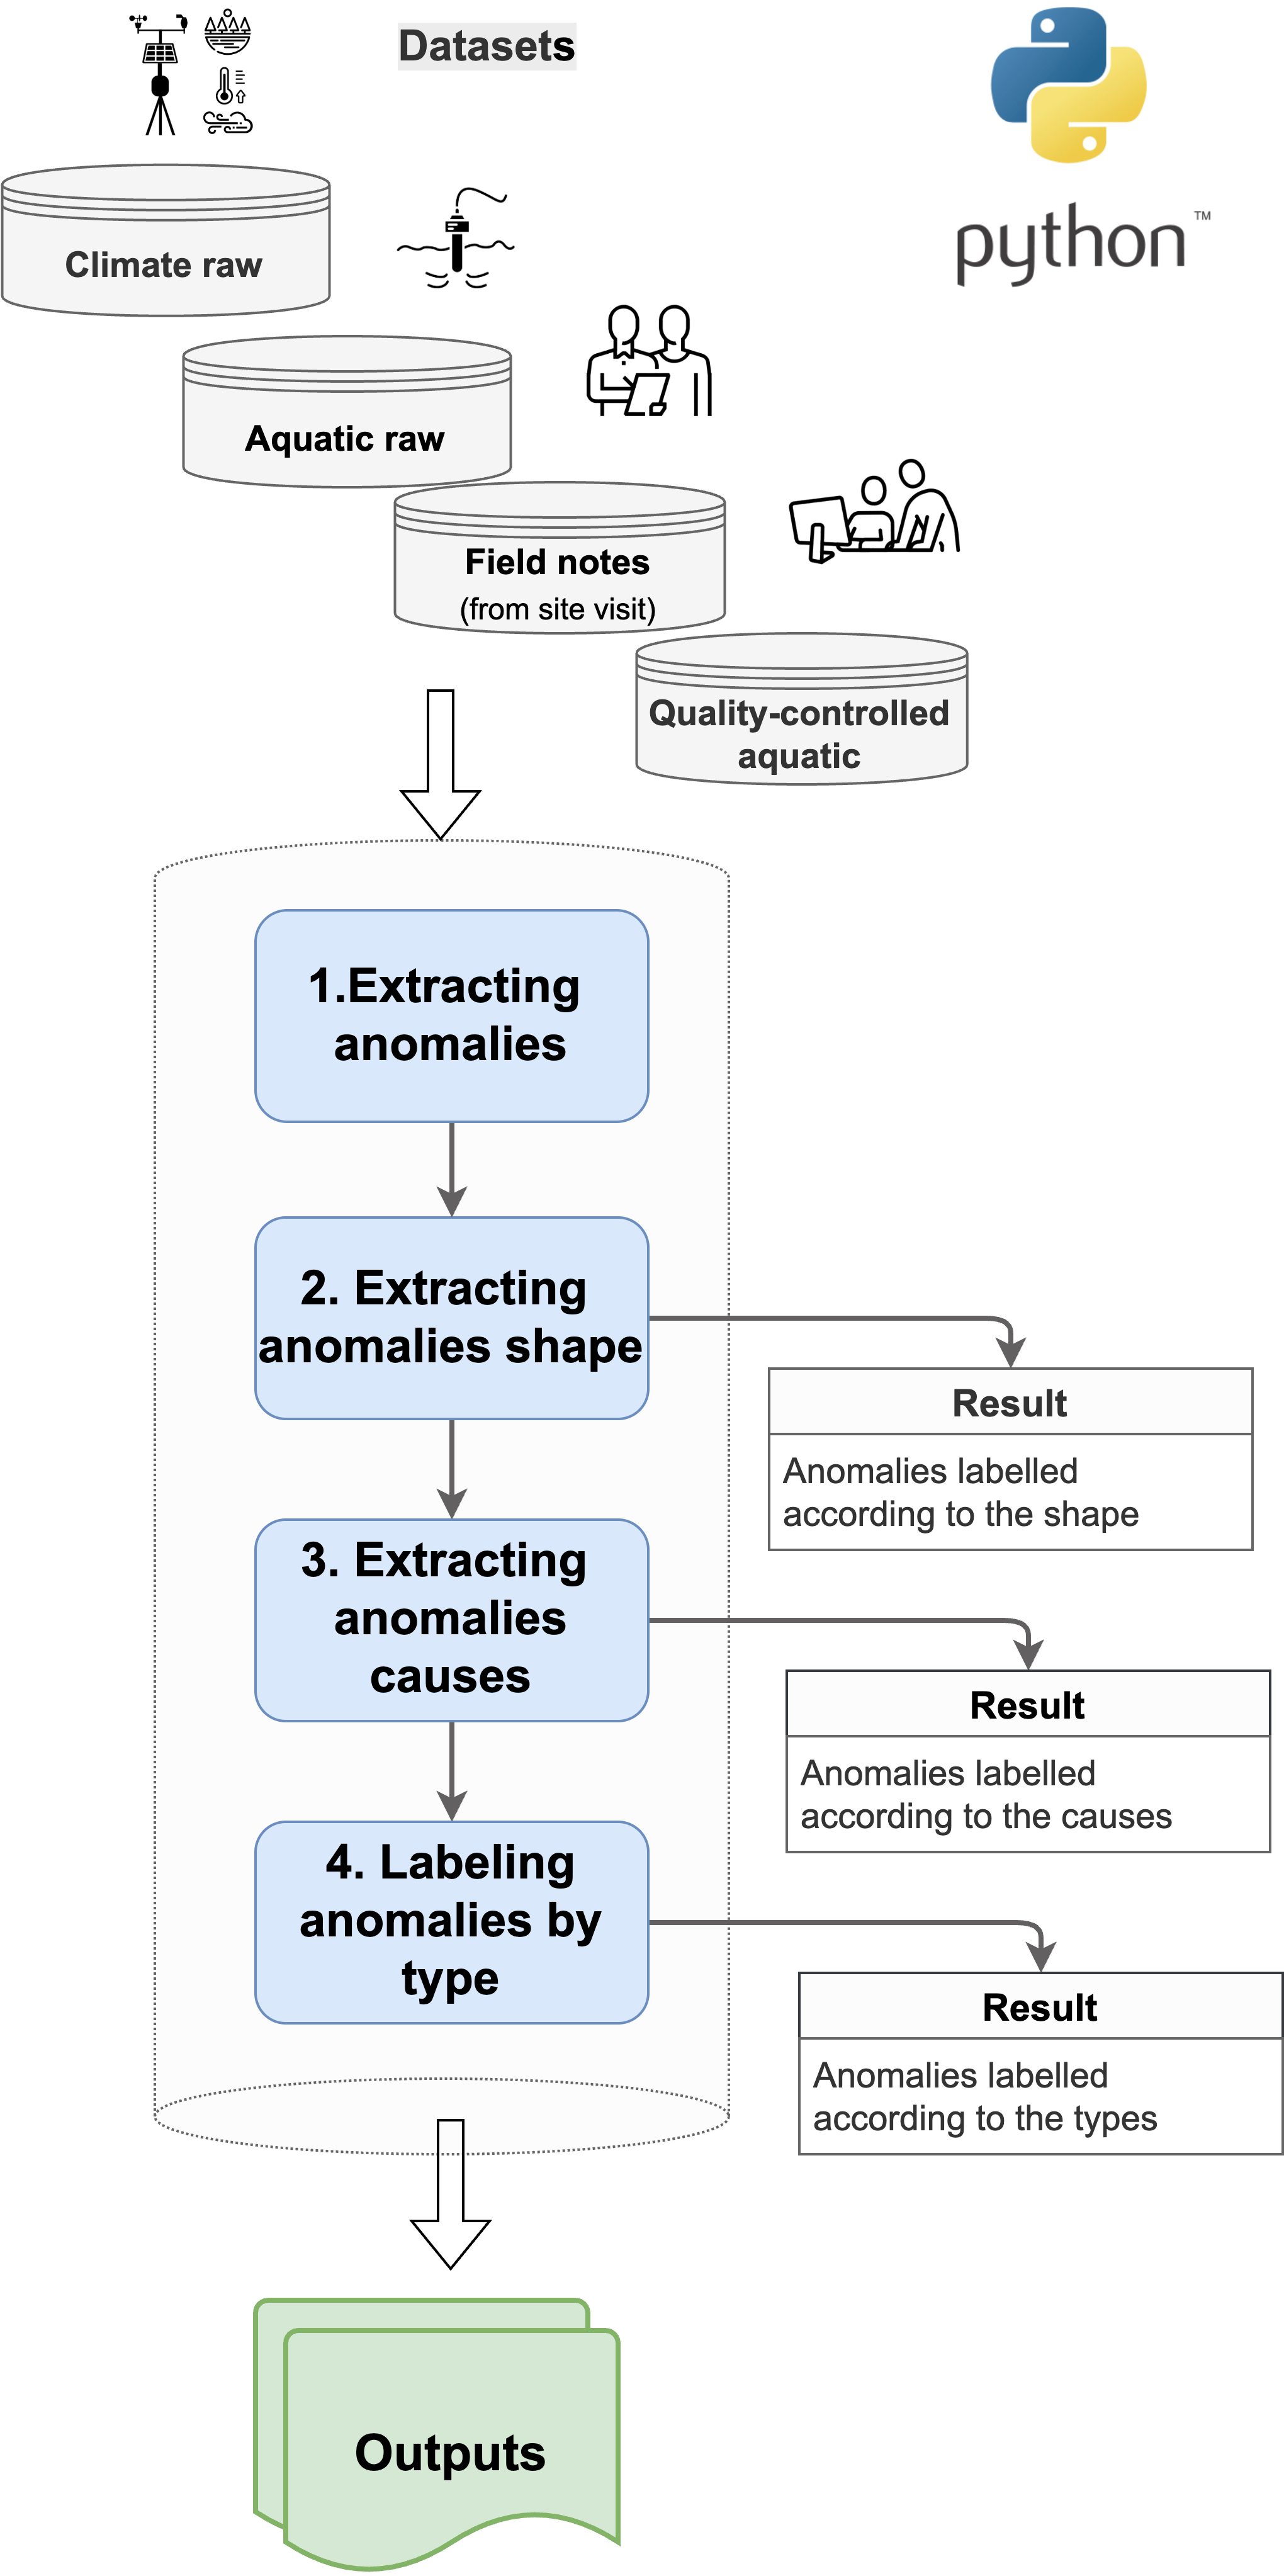 Datasets
python™
Climate raw
Aquatic raw
Field notes
(from site visit)
Quality-controlled
aquatic
1.Extracting
anomalies
2. Extracting
anomalies shape
Result
Anomalies labelled
according to the shape
3. Extracting
anomalies
causes
Result
Anomalies labelled
according to the causes
4. Labeling
anomalies by
type
Result
Anomalies labelled
according to the types
Outputs